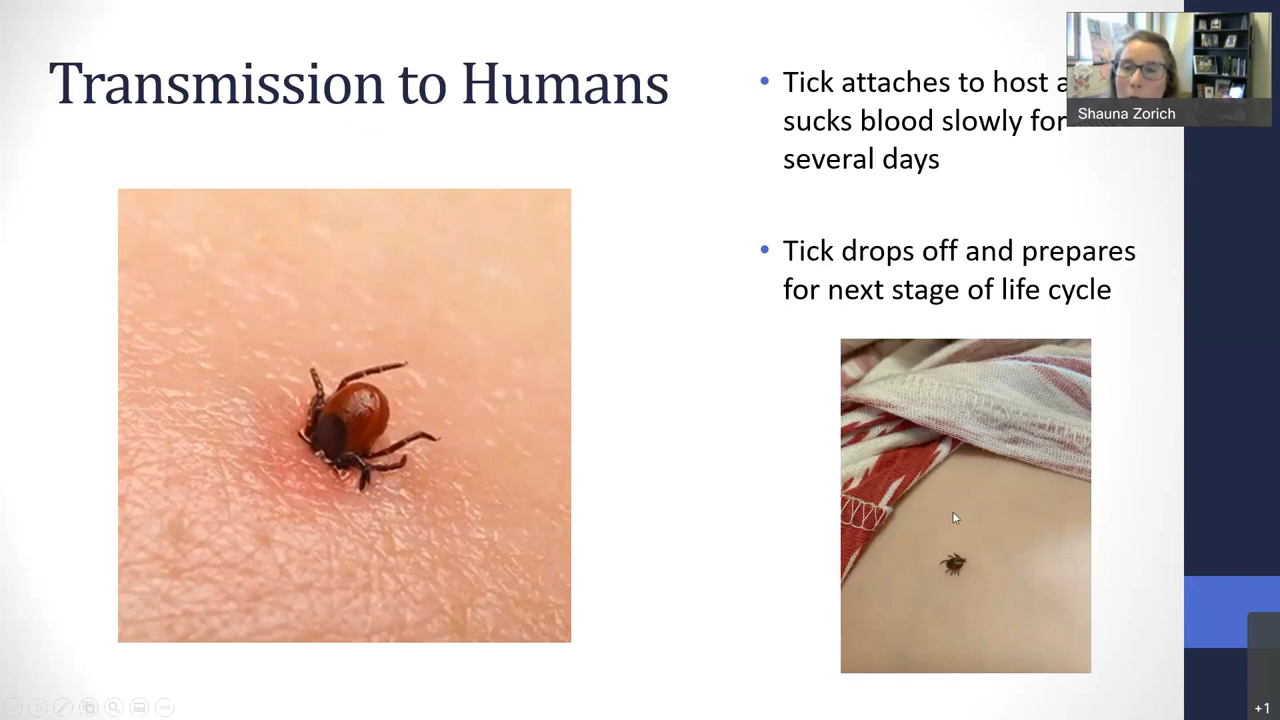 Transmission to Humans
• Tick attaches to host a
sucks blood slowly for
several days
• Tick drops off and prepares
for next stage of life cycle
Shauna Zorich
+1